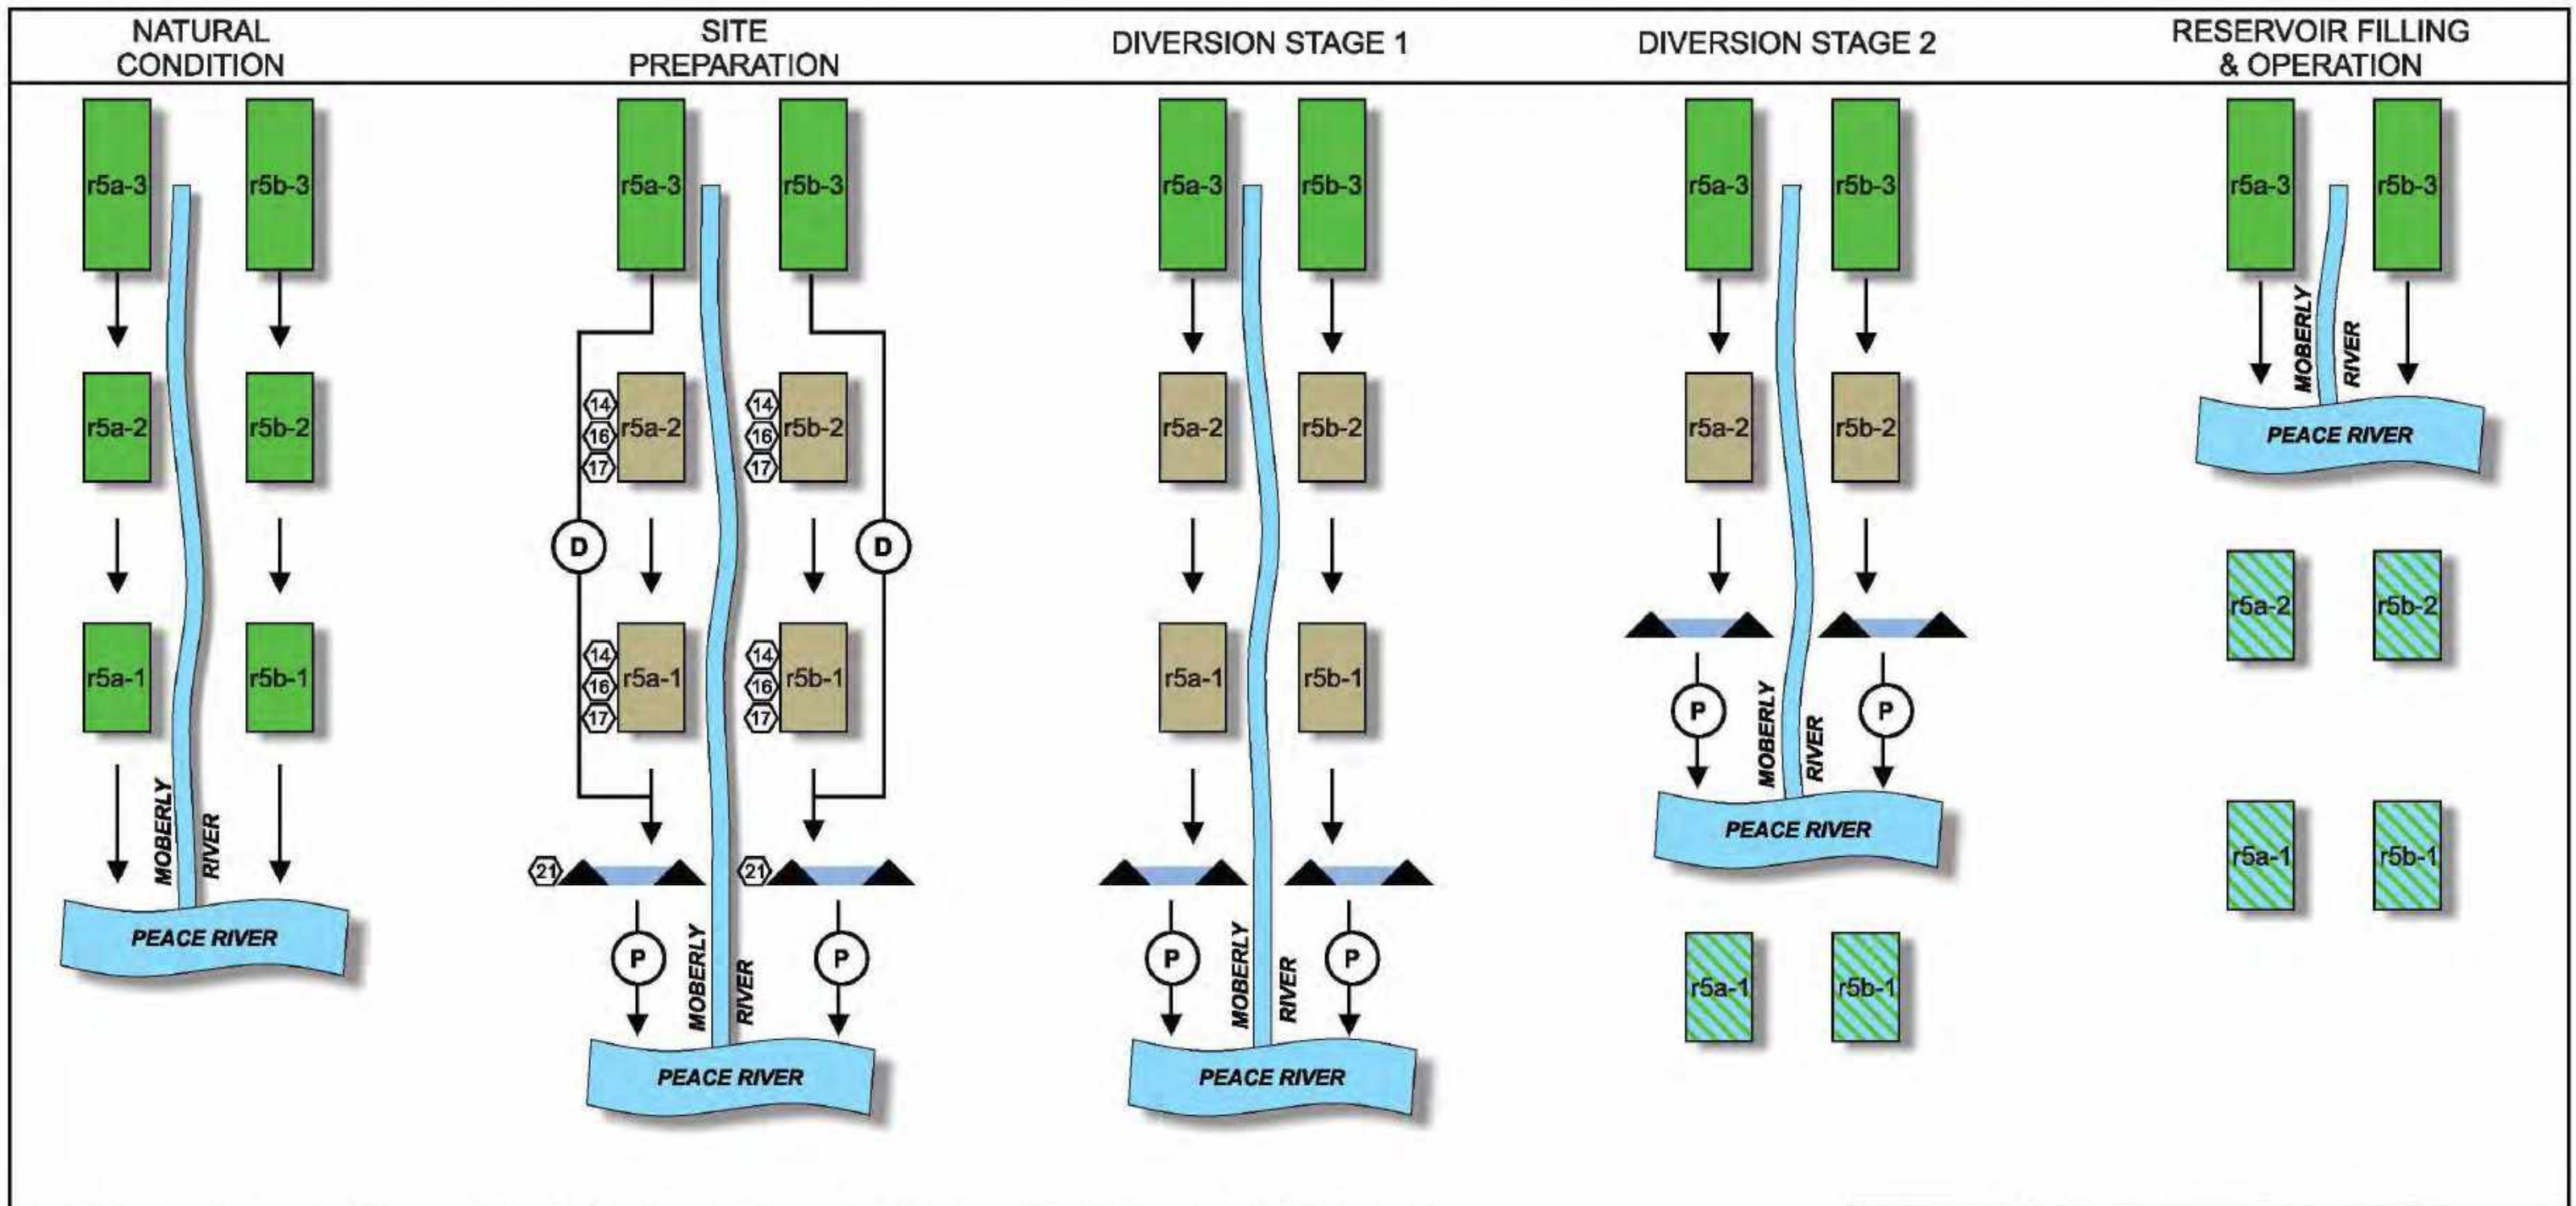 NATURAL
CONDITION
SITE
PREPARATION
DIVERSION STAGE 1
DIVERSION STAGE 2
RESERVOIR FILLING
& OPERATION
r5a-3
r5b-3
r5a-2
r5b-2
r5a-1
r5b-1
MOBERLY
RIVER
PEACE RIVER
r5a-3
r5b-3
14
16
17
r5a-2
14
16
17
r5b-2
D
D
14
16
17
r5a-1
14
16
17
r5b-1
21
21
P
P
MOBERLY
RIVER
PEACE RIVER
r5a-3
r5b-3
r5a-2
r5b-2
r5a-1
r5b-1
P
P
MOBERLY
RIVER
PEACE RIVER
r5a-3
r5b-3
r5a-2
r5b-2
P
P
MOBERLY
RIVER
PEACE RIVER
r5a-1
r5b-1
r5a-3
r5b-3
MOBERLY
RIVER
PEACE RIVER
r5a-2
r5b-2
r5a-1
r5b-1